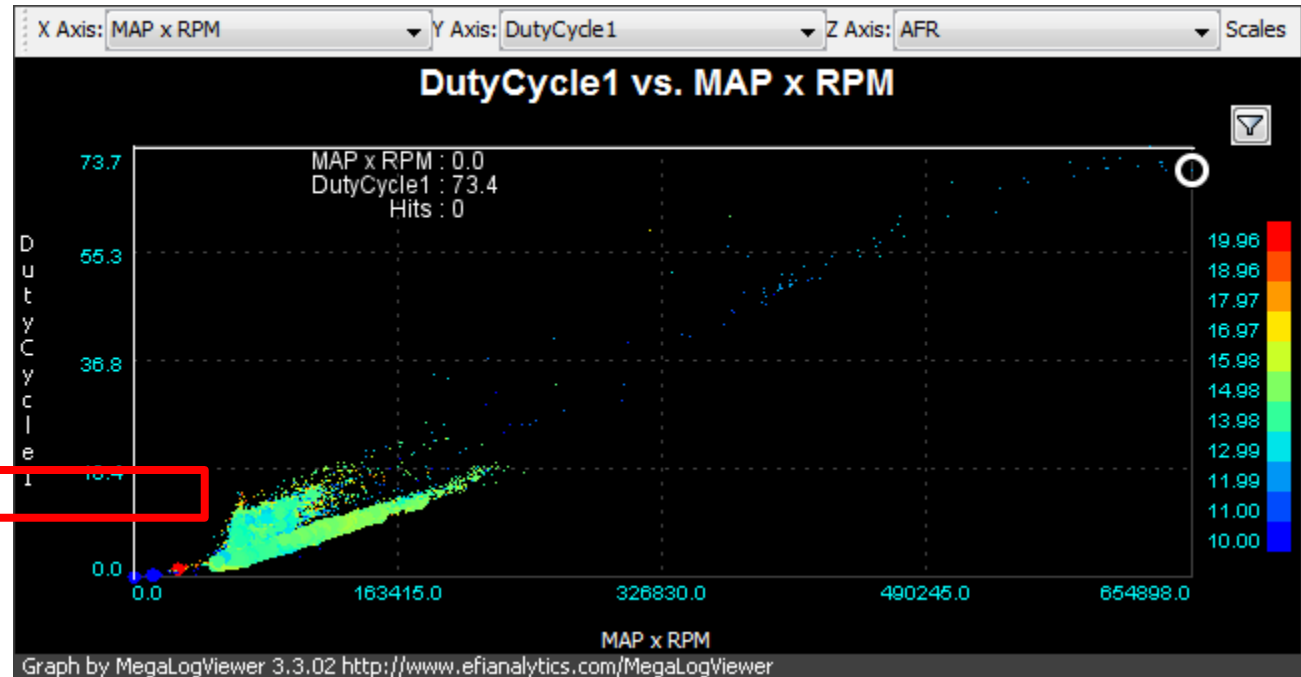 X Axis: MAP x RPM Y Axis: DutyCycle1 Z Axis: AFR Scales
DutyCycle1 vs. MAP x RPM
MAP x RPM : 0.0
DutyCycle1 : 73.4
Hits : 0
73.7
55.3
36.8
18.4
0.0
DutyCycle1
0.0 163415.0 326830.0 490245.0 654898.0
MAP x RPM
19.96
18.96
17.97
16.97
15.98
14.98
13.98
12.99
11.99
11.00
10.00
Graph by MegaLogViewer 3.3.02 http://www.efianalytics.com/MegaLogViewer